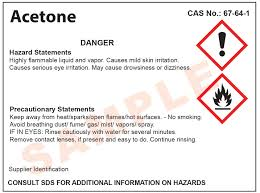 Acetone
CAS No.: 67-64-1
DANGER
Hazard Statements
Highly flammable liquid and vapor. Causes mild skin irritation.
Causes serious eye irritation. May cause drowsiness or dizziness.
SAMPLE
Precautionary Statements
Keep away from heat/sparks/open flames/hot surfaces. - No smoking
Avoid breathing dust/ fume/ gas/ mist/ vapors/ spray.
IF IN EYES: Rinse cautiously with water for several minutes.
Remove contact lenses, if present and easy to do. Continue rinsing
Supplier Identification
CONSULT SDS FOR ADDITIONAL INFORMATION ON HAZARDS